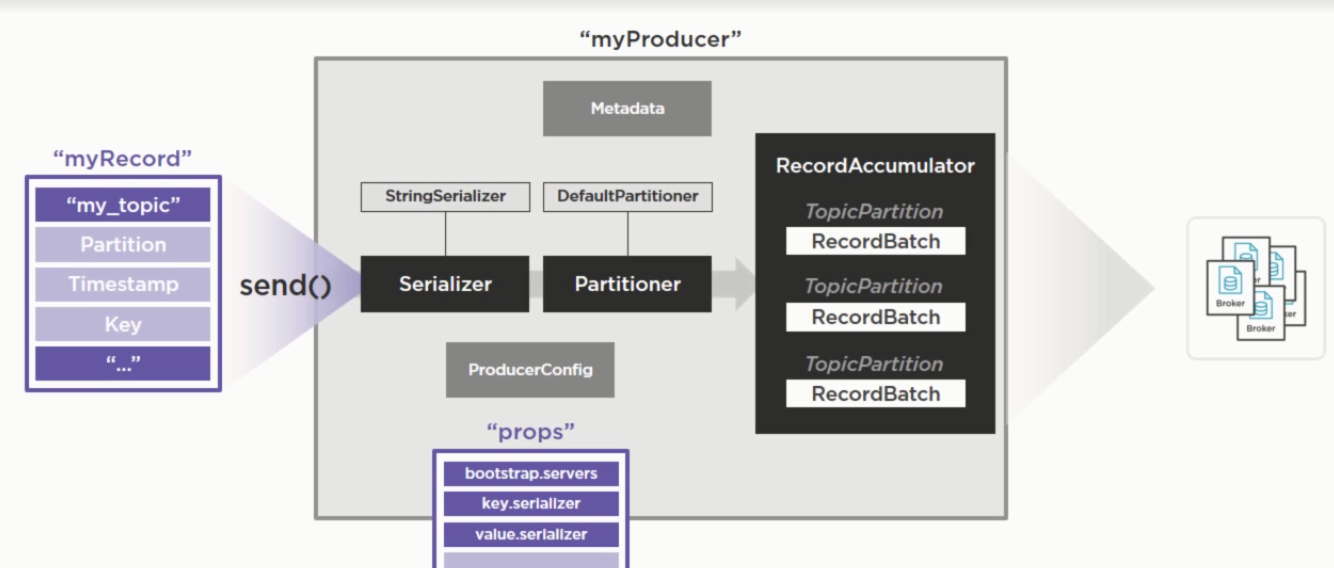 “myProducer”
Metadata
“myRecord”
“my_topic”
Partition
Timestamp
Key
“...”
send()
StringSerializer
DefaultPartitioner
Serializer
Partitioner
ProducerConfig
“props”
bootstrap.servers
key.serializer
value.serializer
RecordAccumulator
TopicPartition
RecordBatch
TopicPartition
RecordBatch
TopicPartition
RecordBatch
Broker
Broker